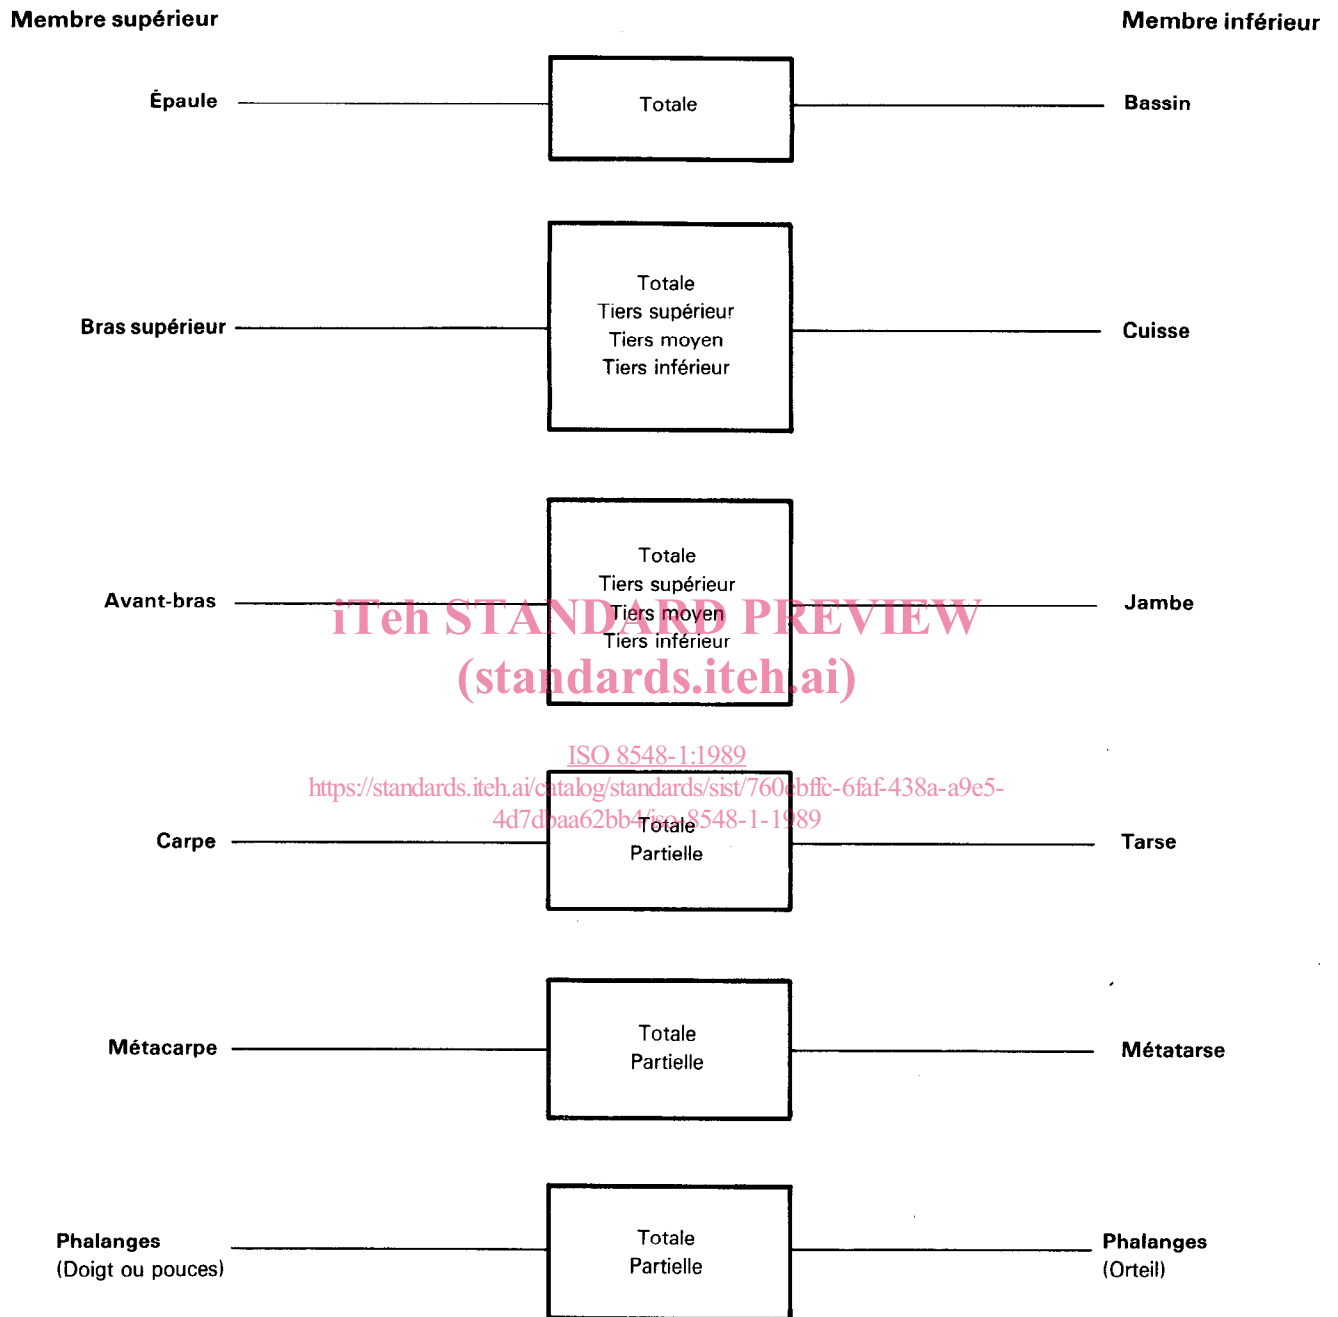 Membre supérieur
Membre inférieur
Épaule
Totale
Bassin
Bras supérieur
Totale
Tiers supérieur
Tiers moyen
Tiers inférieur
Cuisse
Avant-bras
Totale
Tiers supérieur
Tiers moyen
Tiers inférieur
Jambe
iTeh STANDARD PREVIEW
(standards.iteh.ai)
ISO 8548-1:1989
https://standards.iteh.ai/catalog/standards/sist/760cbffc-6faf-438a-a9e5-
4d7dbaa62bb4/iso-8548-1-1989
Carpe
Totale
Partielle
Tarse
Métacarpe
Totale
Partielle
Métatarse
Phalanges
(Doigt ou pouces)
Totale
Partielle
Phalanges
(Orteil)